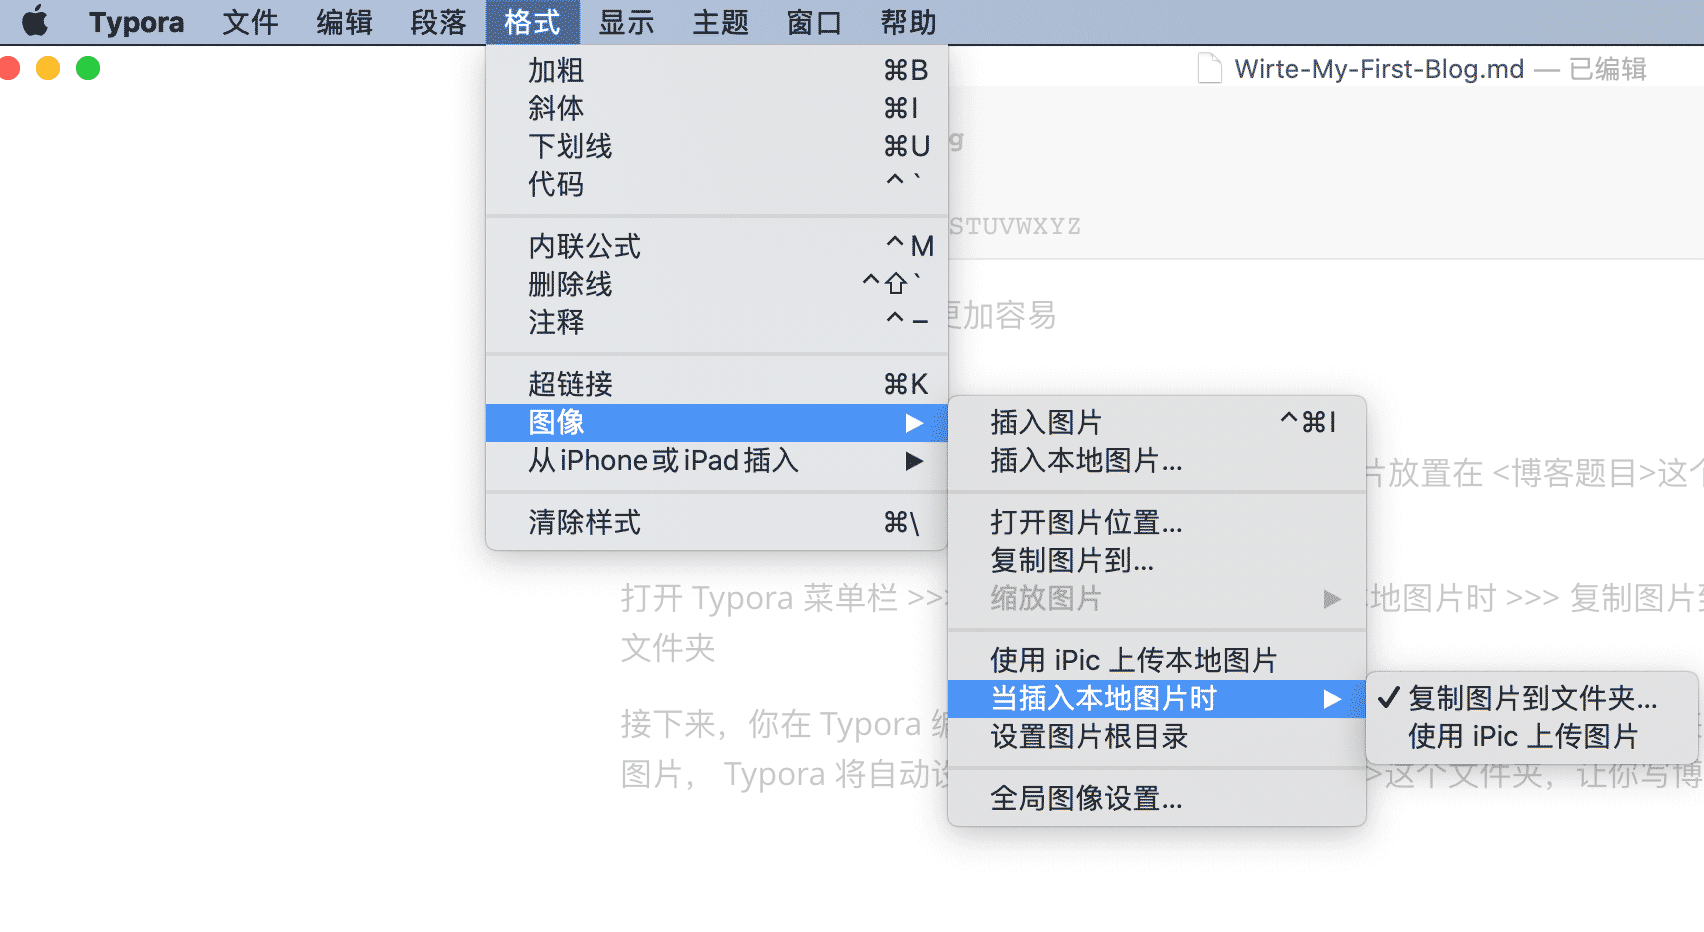 Typora 文件 编辑 段落 格式 显示 主题 窗口 帮助
Wirte-My-First-Blog.md — 已编辑
加粗 ⌘B
斜体 ⌘I
下划线 ⌘U
代码 ^ `
内联公式 ^ M
删除线 ^⇧`
注释 ^ –
超链接 ⌘K
图像 ▶
从 iPhone 或 iPad 插入 ▶
清除样式 ⌘\
插入图片 ^⌘I
插入本地图片...
打开图片位置...
复制图片到...
缩放图片 ▶
使用 iPic 上传本地图片
当插入本地图片时 ▶
设置图片根目录
全局图像设置...
✓ 复制图片到文件夹...
使用 iPic 上传图片
g
STUVWXYZ
更加容易
片放置在 <博客题目>这个
打开 Typora 菜单栏 >> 地图片时 >>> 复制图片到
文件夹
接下来，你在 Typora 编
图片， Typora 将自动设 >这个文件夹，让你写博